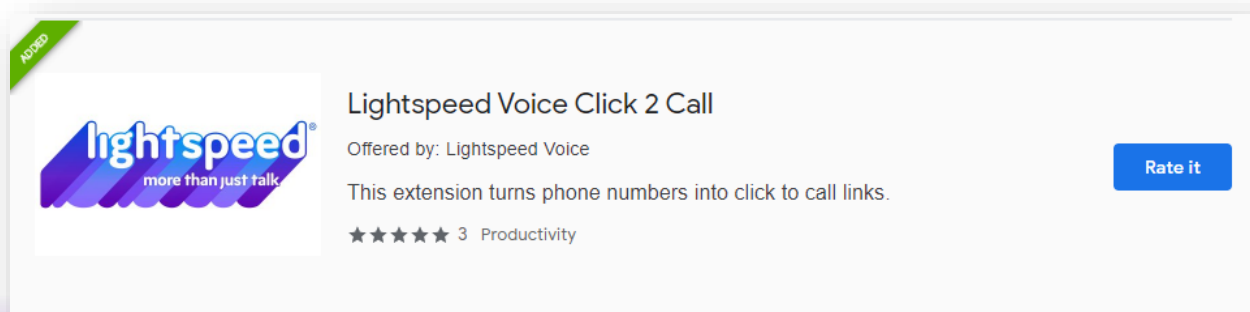 ADDED
lightspeed®
more than just talk
Lightspeed Voice Click 2 Call
Offered by: Lightspeed Voice
This extension turns phone numbers into click to call links.
3 Productivity
Rate it